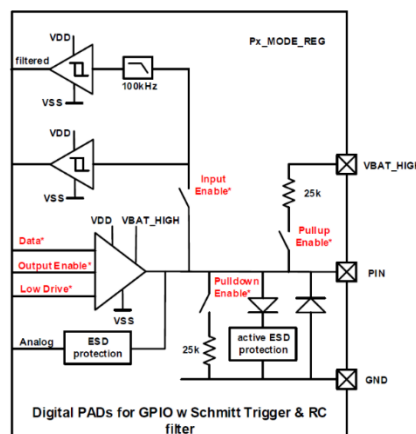 VDD
filtered
Px_MODE_REG
100kHz
VSS
VDD
VBAT_HIGH
25k
Input
Enable*
VSS
Pullup
Enable*
VDD
VBAT_HIGH
Data*
Output Enable*
Pulldown
Enable*
PIN
Low Drive*
VSS
Analog
ESD
protection
25k
active ESD
protection
GND
Digital PADs for GPIO w Schmitt Trigger & RC
filter